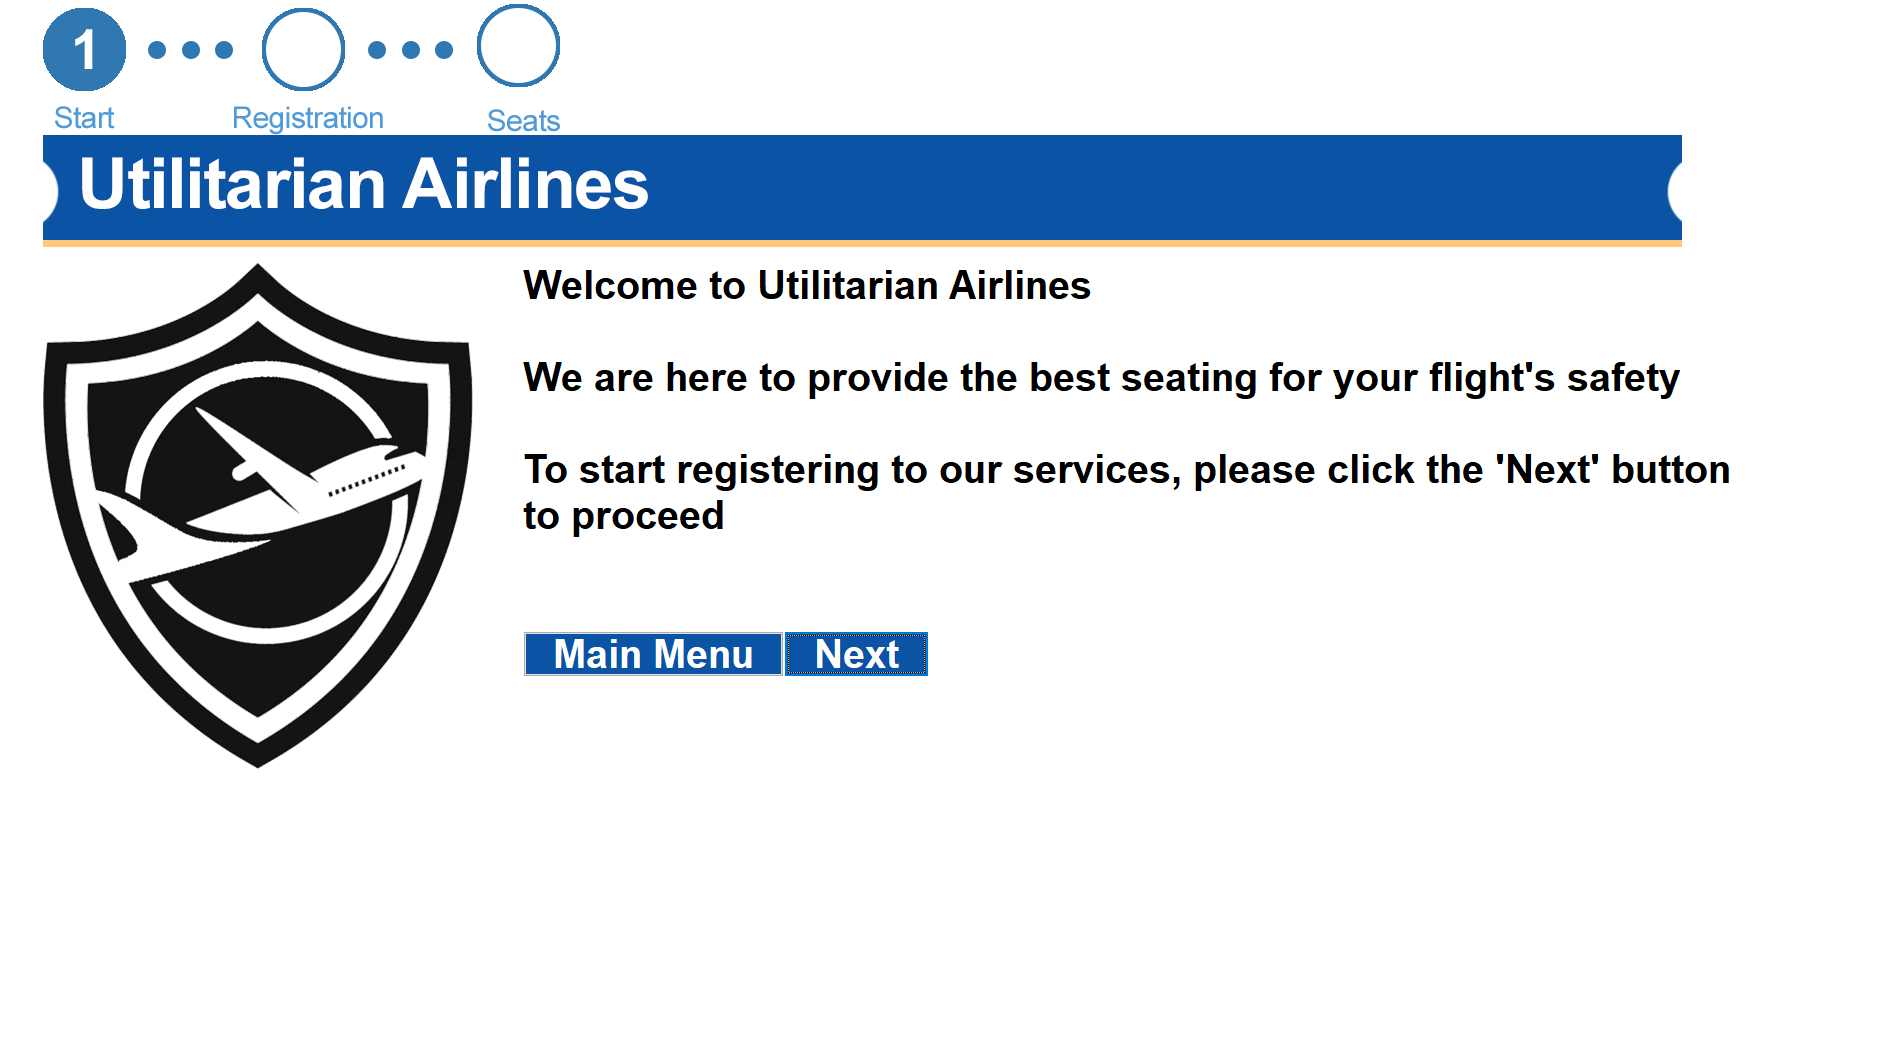 1
Start
Registration
Seats
Utilitarian Airlines
Welcome to Utilitarian Airlines
We are here to provide the best seating for your flight's safety
To start registering to our services, please click the 'Next' button
to proceed
Main Menu
Next